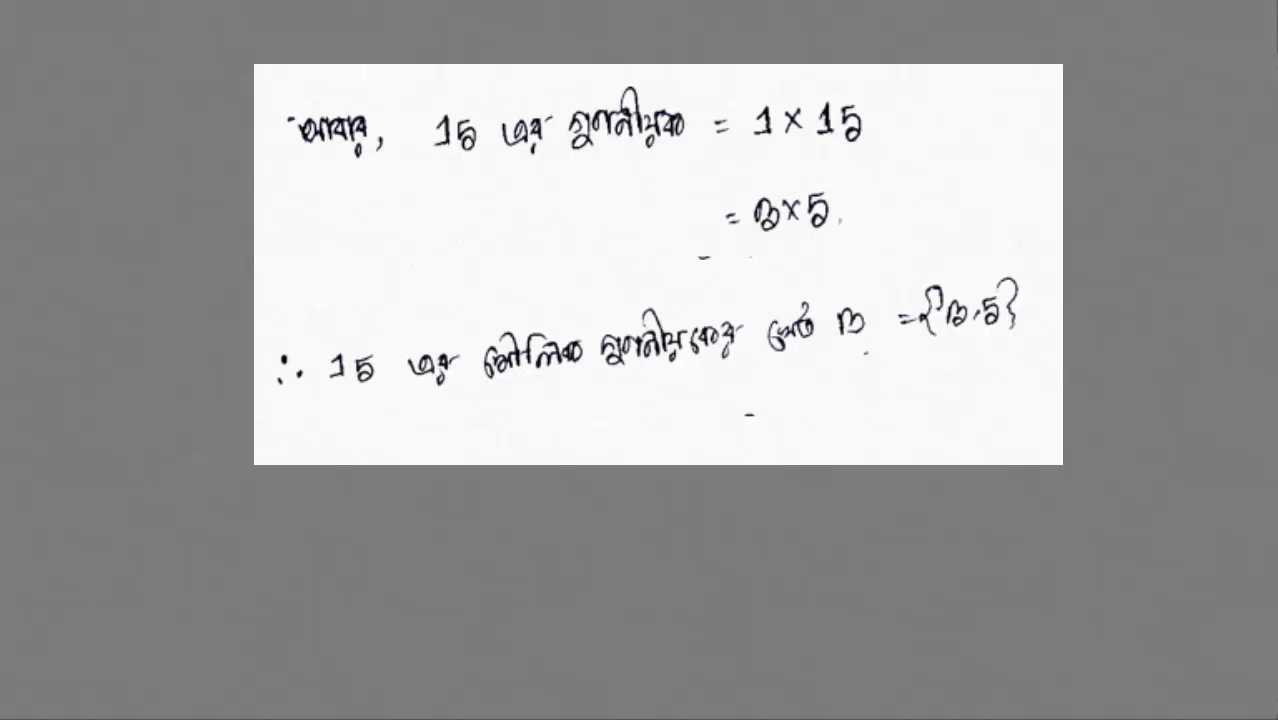 আবার, 15 এর গুণনীয়ক = 1 × 15
= 3 × 5
∴ 15 এর মৌলিক গুণনীয়কের সেট B = {3,5}